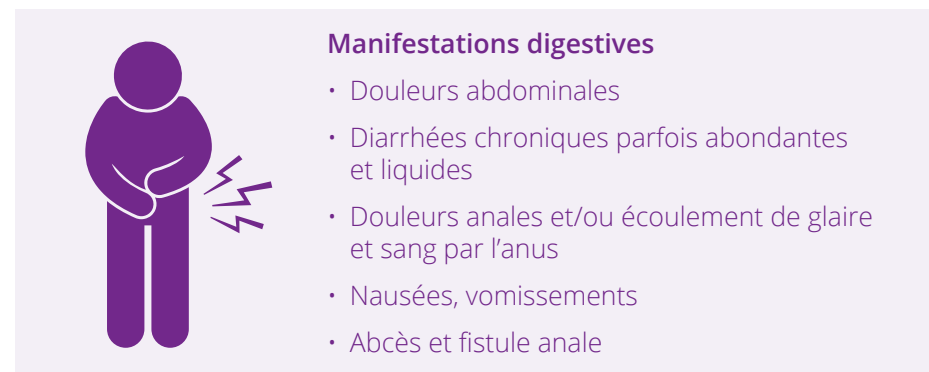 Manifestations digestives
• Douleurs abdominales
• Diarrhées chroniques parfois abondantes
et liquides
• Douleurs anales et/ou écoulement de glaire
et sang par l’anus
• Nausées, vomissements
• Abcès et fistule anale